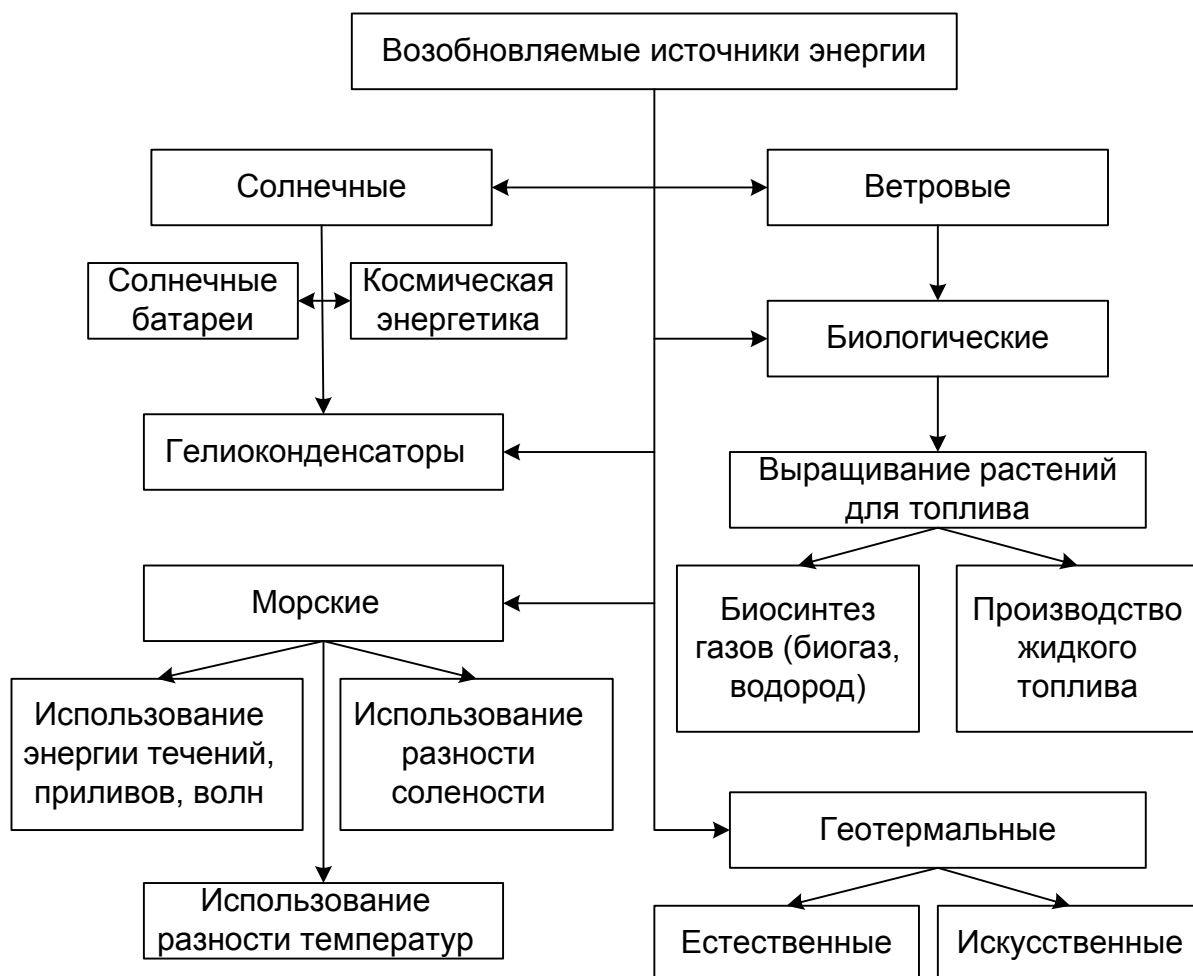 Возобновляемые источники энергии
Солнечные
Ветровые
Солнечные
батареи
Космическая
энергетика
Биологические
Гелиоконденсаторы
Выращивание растений
для топлива
Морские
Биосинтез
газов (биогаз,
водород)
Производство
жидкого
топлива
Использование
энергии течений,
приливов, волн
Использование
разности
солености
Геотермальные
Использование
разности температур
Естественные
Искусственные